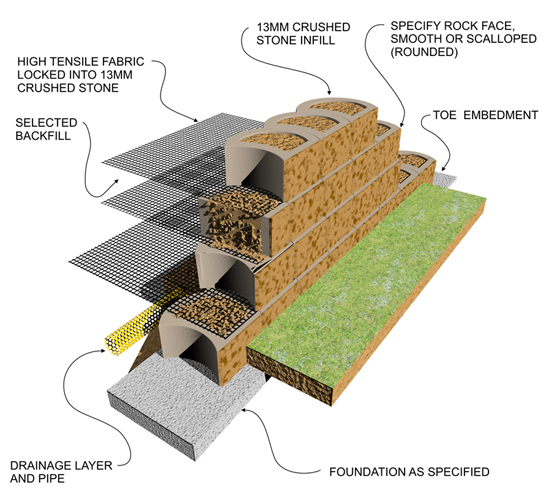 13MM CRUSHED
STONE INFILL
SPECIFY ROCK FACE,
SMOOTH OR SCALLOPED
(ROUNDED)
HIGH TENSILE FABRIC
LOCKED INTO 13MM
CRUSHED STONE
TOE EMBEDMENT
SELECTED
BACKFILL
DRAINAGE LAYER
AND PIPE
FOUNDATION AS SPECIFIED